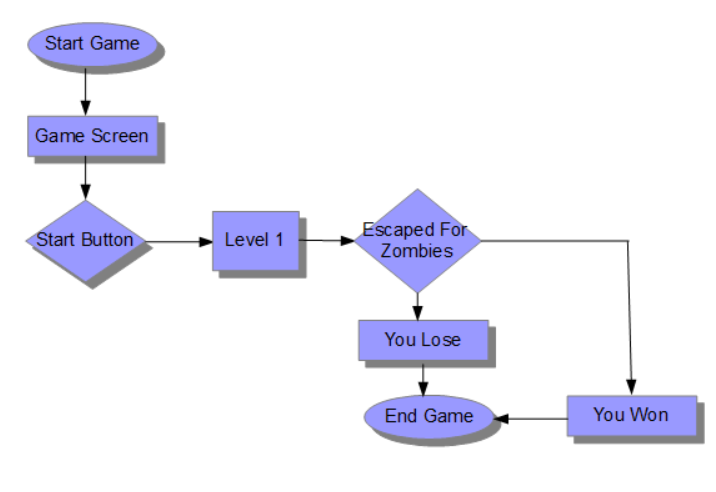 Start Game
Game Screen
Start Button
Level 1
Escaped For
Zombies
You Lose
End Game
You Won